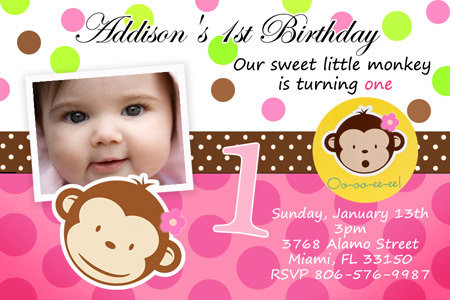 Addison's 1st Birthday
Our sweet little monkey
is turning one
Oo-oo-ee-ee!
1
Sunday, January 13th
3pm
3768 Alamo Street
Miami, FL 33150
RSVP 806-576-9987